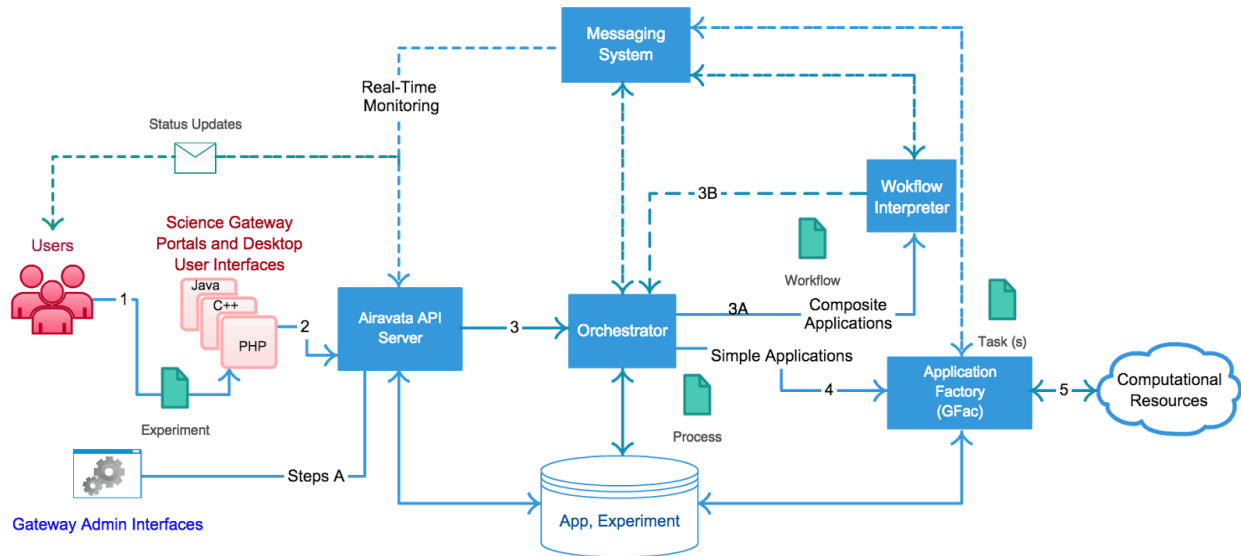 Messaging
System
Real-Time
Monitoring
Status Updates
3B
Wokflow
Interpreter
Users
Science Gateway
Portals and Desktop
User Interfaces
Workflow
Java
C++
PHP
1
2
Airavata API
Server
3
Orchestrator
3A
Composite
Applications
Simple Applications
4
Task (s)
Application
Factory
(GFac)
5
Computational
Resources
Experiment
Process
Steps A
Gateway Admin Interfaces
App, Experiment